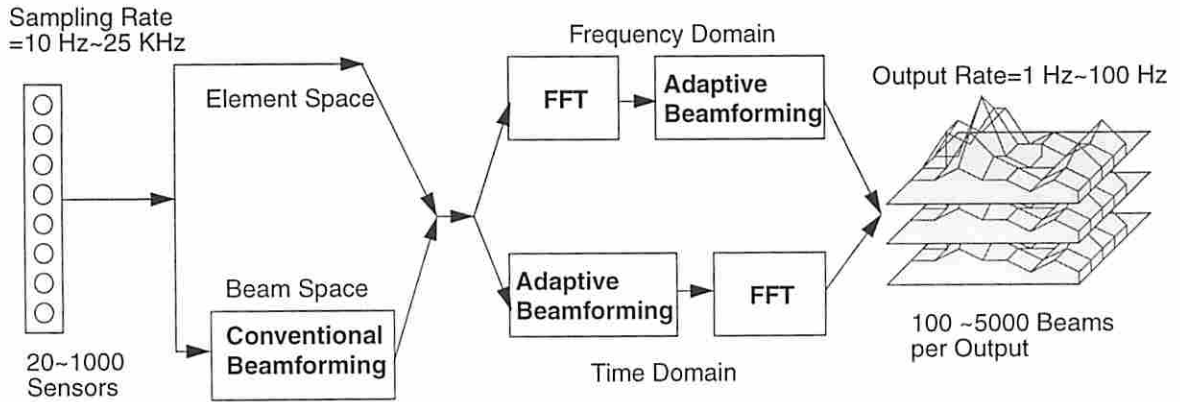 Sampling Rate
=10 Hz~25 KHz
Element Space
Beam Space
Conventional
Beamforming
20~1000
Sensors
Frequency Domain
FFT
Adaptive
Beamforming
Adaptive
Beamforming
FFT
Time Domain
Output Rate=1 Hz~100 Hz
100 ~5000 Beams
per Output